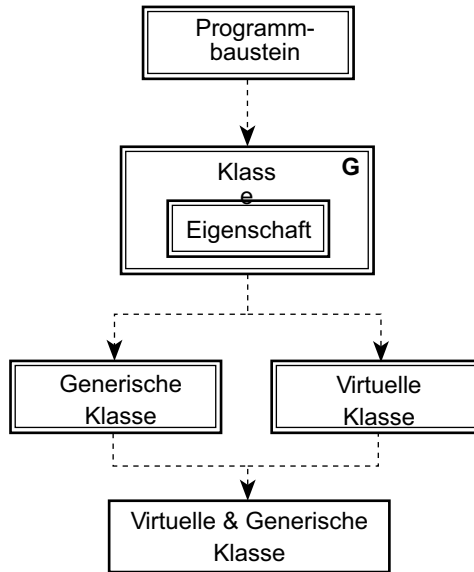 Programm-
baustein
G
Klass
e
Eigenschaft
Generische
Klasse
Virtuelle
Klasse
Virtuelle & Generische
Klasse